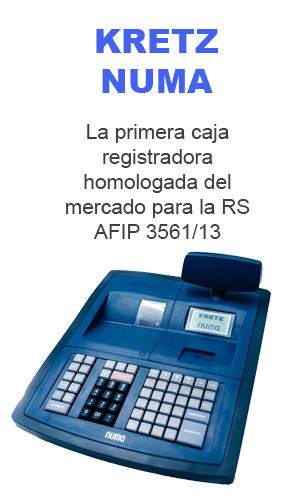 KRETZ
NUMA
La primera caja
registradora
homologada del
mercado para la RS
AFIP 3561/13
KRETZ
numa
numa